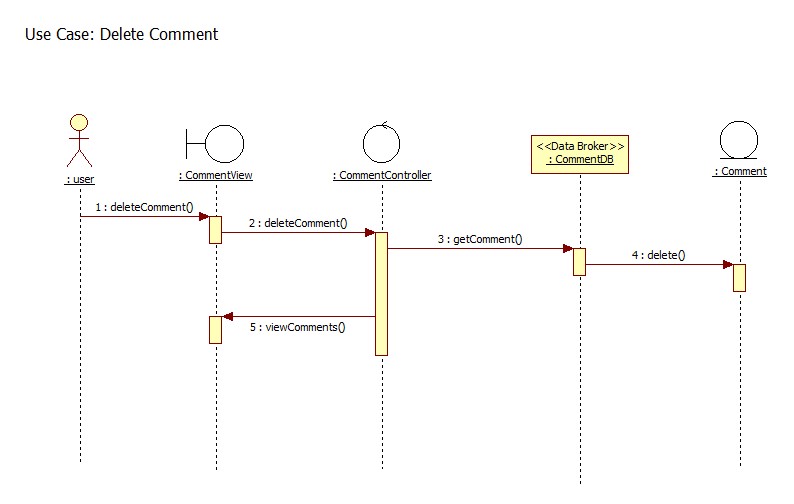 Use Case: Delete Comment
<<Data Broker>>
: CommentDB
: user
: CommentView
: CommentController
: Comment
1 : deleteComment()
2 : deleteComment()
3 : getComment()
4 : delete()
5 : viewComments()